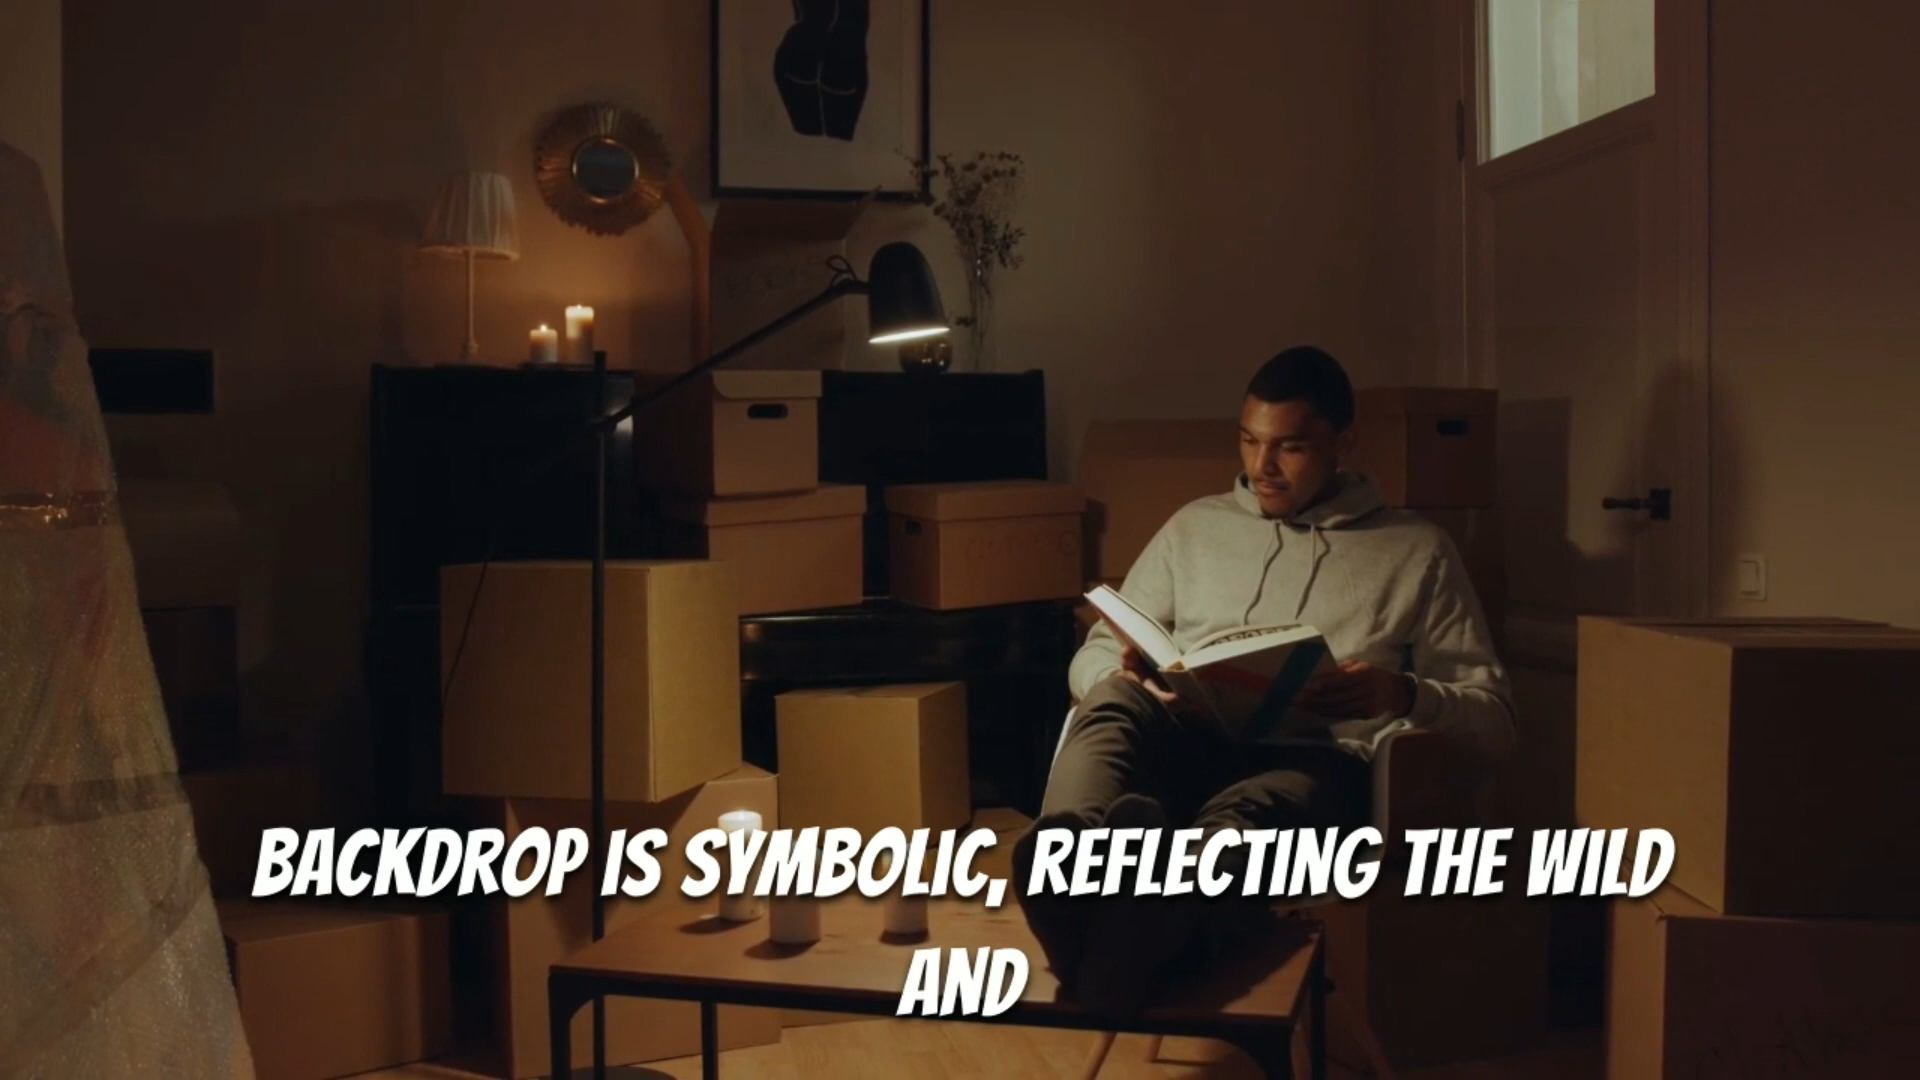 BACKDROP IS SYMBOLIC, REFLECTING THE WILD
AND